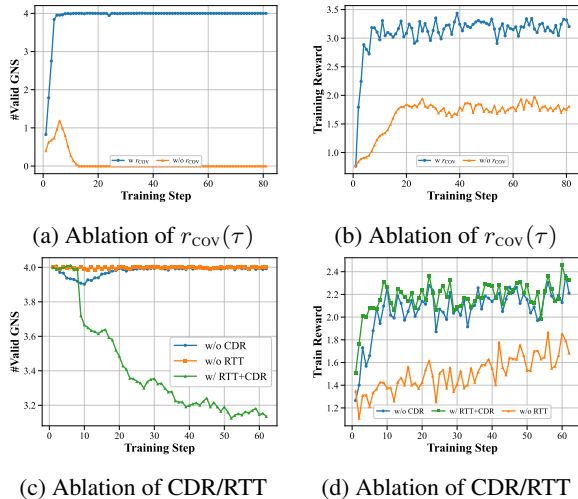 #Valid GNS
4
3
2
1
0
w r_COV
w/o r_COV
0 20 40 60 80
Training Step
(a) Ablation of r_COV(τ)
Training Reward
3.5
3.0
2.5
2.0
1.5
1.0
w r_COV
w/o r_COV
0 20 40 60 80
Training Step
(b) Ablation of r_COV(τ)
#Valid GNS
4.0
3.8
3.6
3.4
3.2
w/o CDR
w/o RTT
w/ RTT+CDR
0 10 20 30 40 50 60
Training Step
(c) Ablation of CDR/RTT
Train Reward
2.4
2.2
2.0
1.8
1.6
1.4
1.2
w/o CDR
w/ RTT+CDR
w/o RTT
0 10 20 30 40 50 60
Training Step
(d) Ablation of CDR/RTT